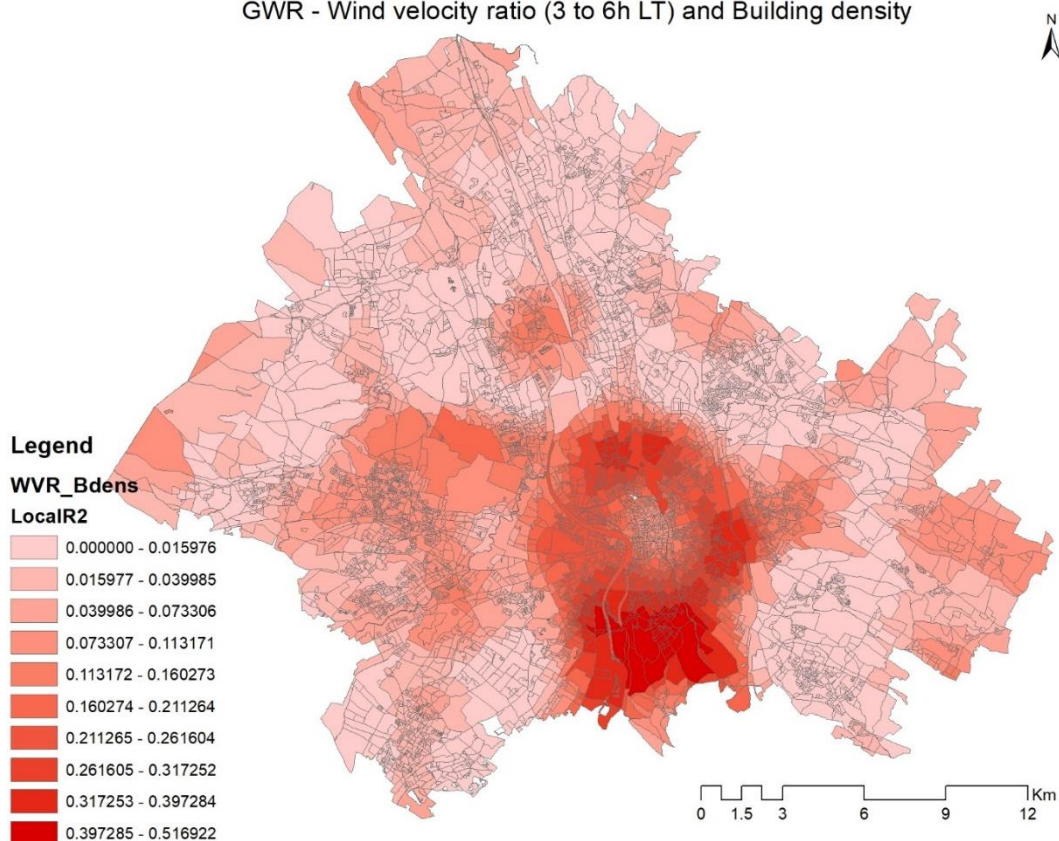 GWR - Wind velocity ratio (3 to 6h LT) and Building density
N
Legend
WVR_Bdens
LocalR2
0.000000 - 0.015976
0.015977 - 0.039985
0.039986 - 0.073306
0.073307 - 0.113171
0.113172 - 0.160273
0.160274 - 0.211264
0.211265 - 0.261604
0.261605 - 0.317252
0.317253 - 0.397284
0.397285 - 0.516922
Km
0 1.5 3 6 9 12